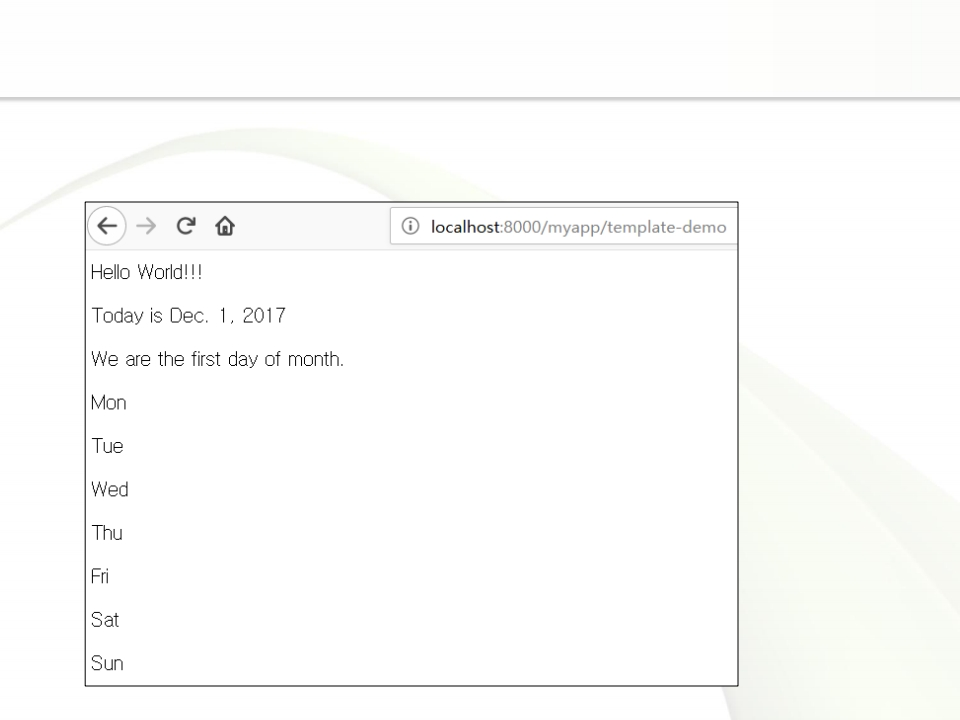 localhost:8000/myapp/template-demo
Hello World!!!
Today is Dec. 1, 2017
We are the first day of month.
Mon
Tue
Wed
Thu
Fri
Sat
Sun